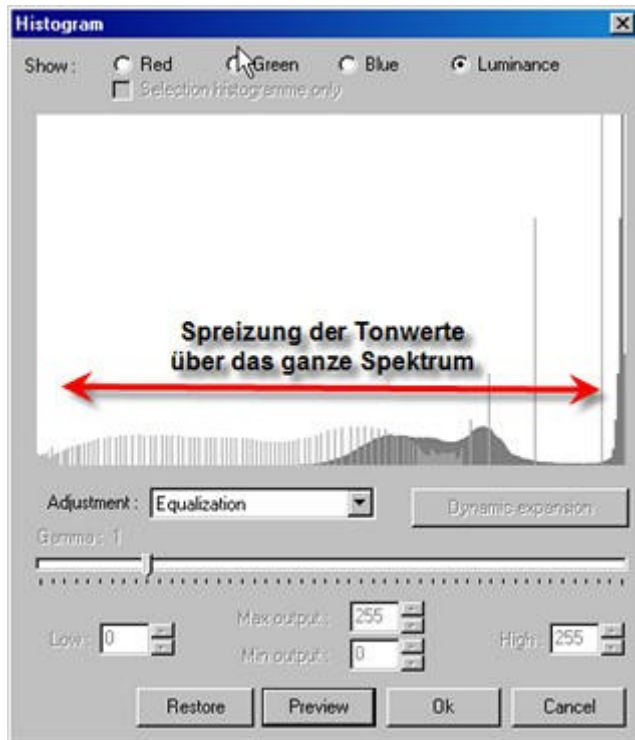 Histogram
Show: Red Green Blue Luminance
Selection histogramme only
Spreizung der Tonwerte
über das ganze Spektrum
Adjustment: Equalization Dynamic expansion
Gamma: 1
Low: 0 Max output: 255 High: 255
Min output: 0
Restore Preview Ok Cancel